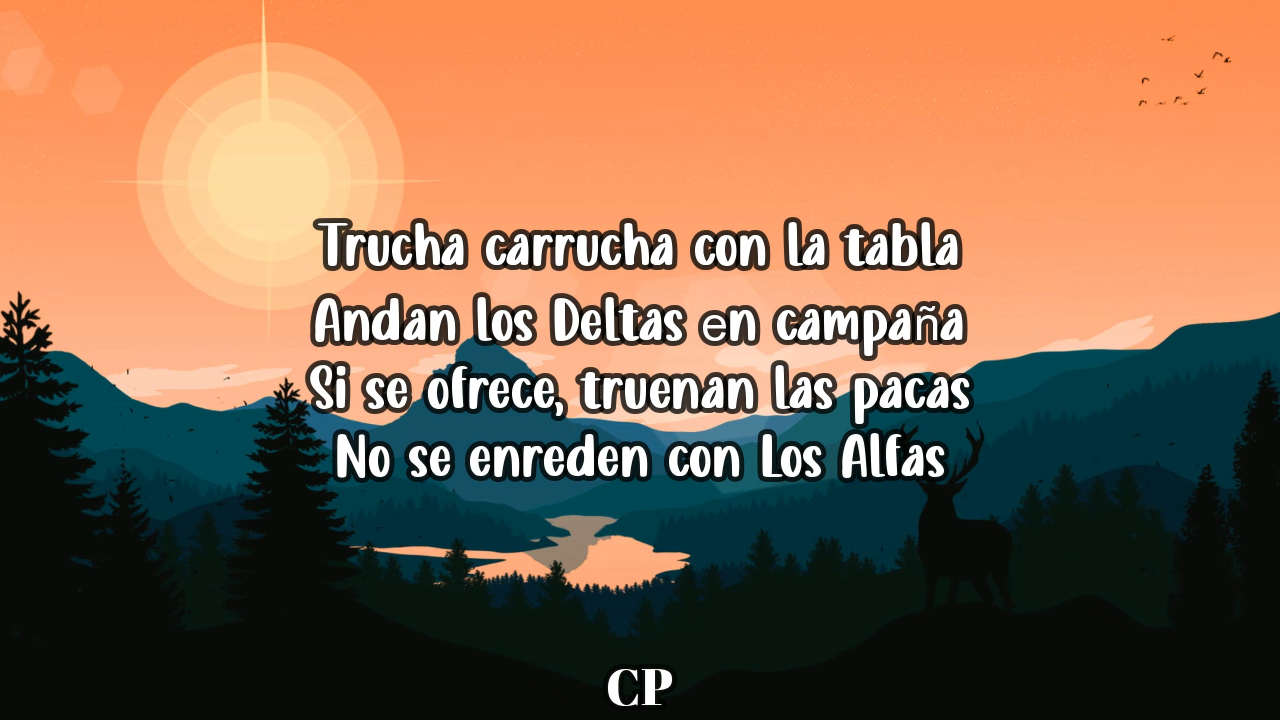 Trucha carrucha con la tabla
Andan los Deltas en campaña
Si se ofrece, truenan las pacas
No se enreden con Los Alfas
CP